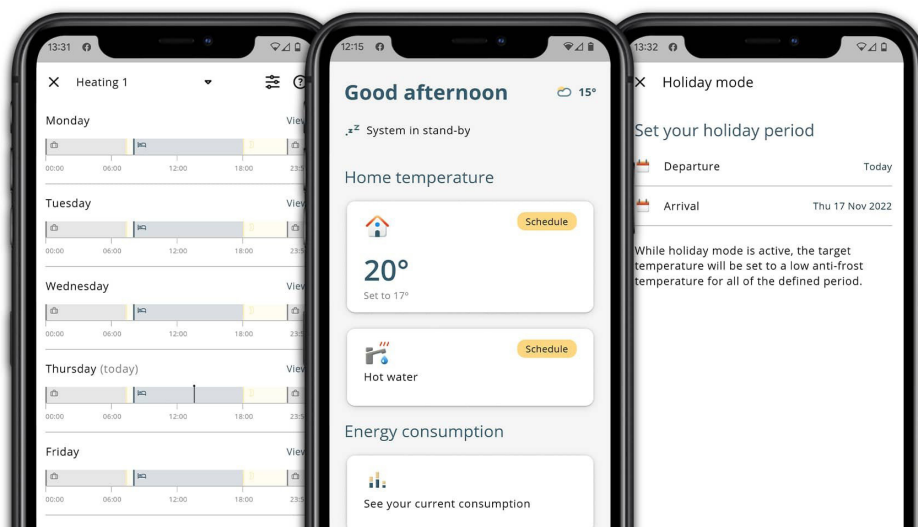 13:31
Heating 1
Monday
View
00:00 06:00 12:00 18:00
Tuesday
View
00:00 06:00 12:00 18:00
Wednesday
View
00:00 06:00 12:00 18:00
Thursday (today)
View
00:00 06:00 12:00 18:00
Friday
View
00:00 06:00 12:00 18:00
12:15
Good afternoon
15°
System in stand-by
Home temperature
Schedule
20°
Set to 17°
Schedule
Hot water
Energy consumption
See your current consumption
13:32
Holiday mode
Set your holiday period
Departure Today
Arrival Thu 17 Nov 2022
While holiday mode is active, the target
temperature will be set to a low anti-frost
temperature for all of the defined period.